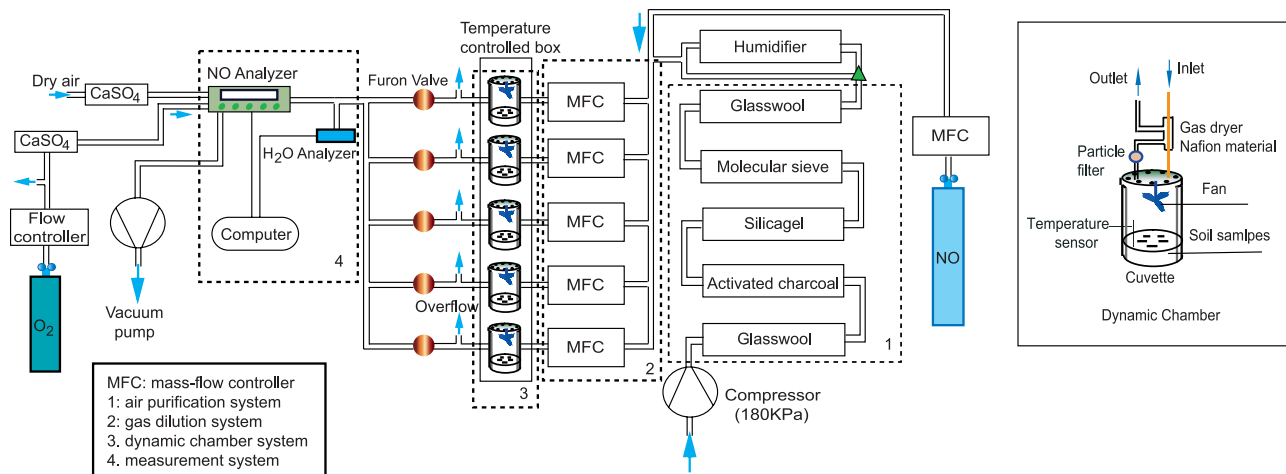 Temperature
controlled box
Dry air
CaSO4
NO Analyzer
Furon Valve
CaSO4
H2O Analyzer
Flow
controller
Computer
4
O2
Vacuum
pump
Overflow
3
MFC
MFC
MFC
MFC
MFC
2
Humidifier
Glasswool
Molecular sieve
Silicagel
Activated charcoal
Glasswool
1
Compressor
(180KPa)
MFC
NO
MFC: mass-flow controller
1: air purification system
2: gas dilution system
3. dynamic chamber system
4. measurement system
Outlet
Inlet
Gas dryer
Nafion material
Particle
filter
Fan
Temperature
sensor
Soil samlpes
Cuvette
Dynamic Chamber